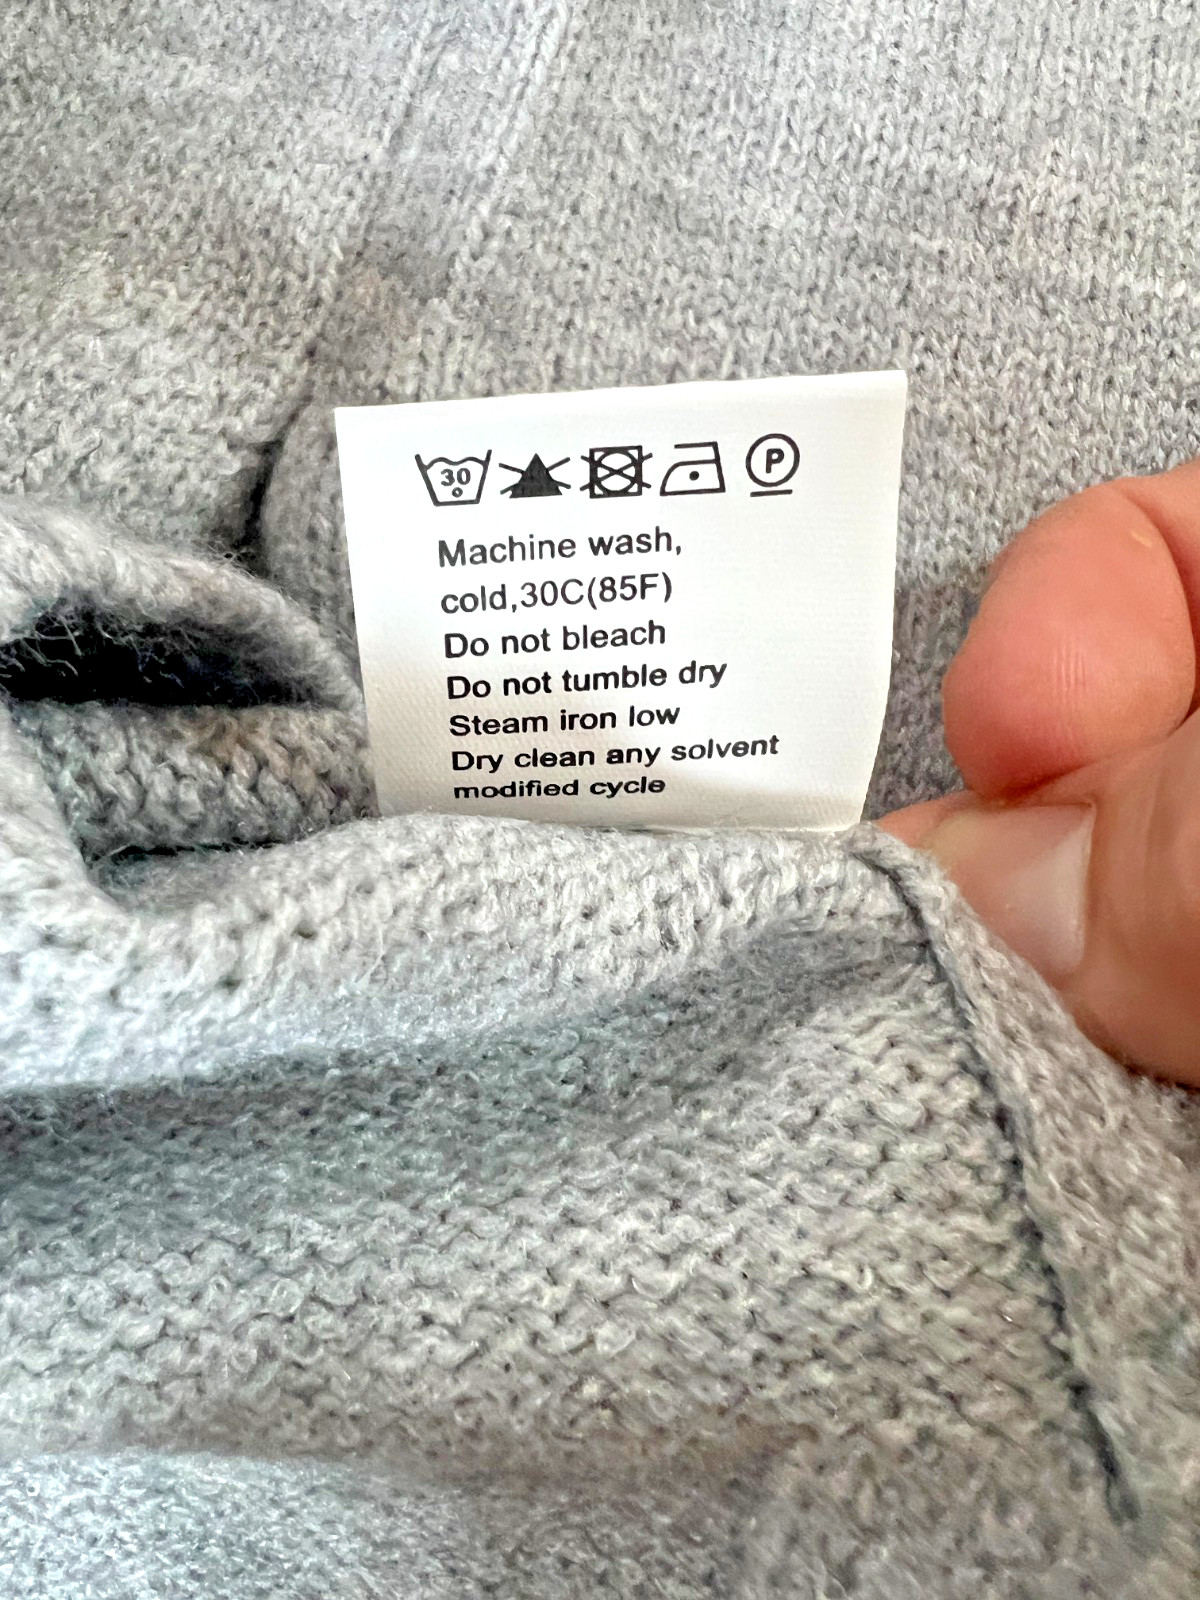 30
P
Machine wash,
cold,30C(85F)
Do not bleach
Do not tumble dry
Steam iron low
Dry clean any solvent
modified cycle